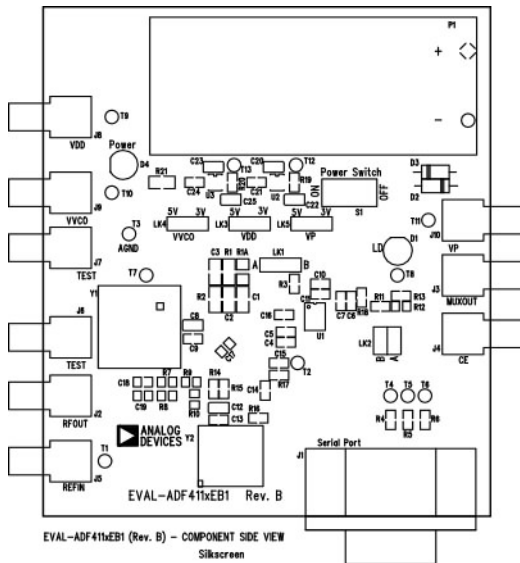 P1
+
−
T9
VDD
J8
Power
D4
C23
T13
C20
T12
R21
C24
U3
R20
C21
U2
R19
C25
C22
Power Switch
ON
OFF
S1
D3
D2
T10
VVCO
J7
T3
AGND
5V 3V
LK4
VVCO
5V 3V
LK3
VDD
5V 3V
LK5
VP
T11
J10
VP
D1
LD
T8
TEST
T7
Y1
C3 R1 R1A
LK1
A B
R3
C10
R2
C1
C2
C16
U1
C7 C6
R11
R13
R12
J3
MUXOUT
J6
TEST
C8
C9
C5
C4
LK2
B A
J4
CE
C15
T2
R17
C18
R7 R9
R14
R15
C14
C19
R8
R10
C12
C13
R16
J2
RFOUT
T4 T5 T6
R4
R5
R6
ANALOG
DEVICES
Y2
T1
REFIN
J5
J1
Serial Port
EVAL-ADF411xEB1 Rev. B
EVAL-ADF411xEB1 (Rev. B) – COMPONENT SIDE VIEW
Silkscreen